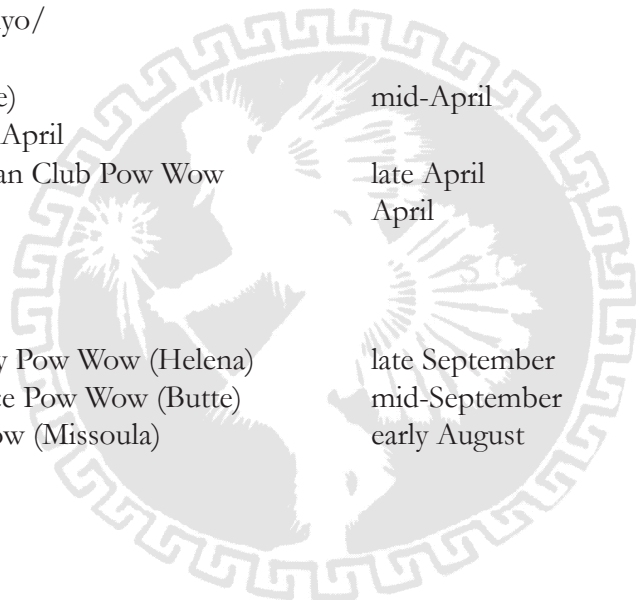 yo/
e) mid-April
April
an Club Pow Wow late April
April
y Pow Wow (Helena) late September
ce Pow Wow (Butte) mid-September
ow (Missoula) early August